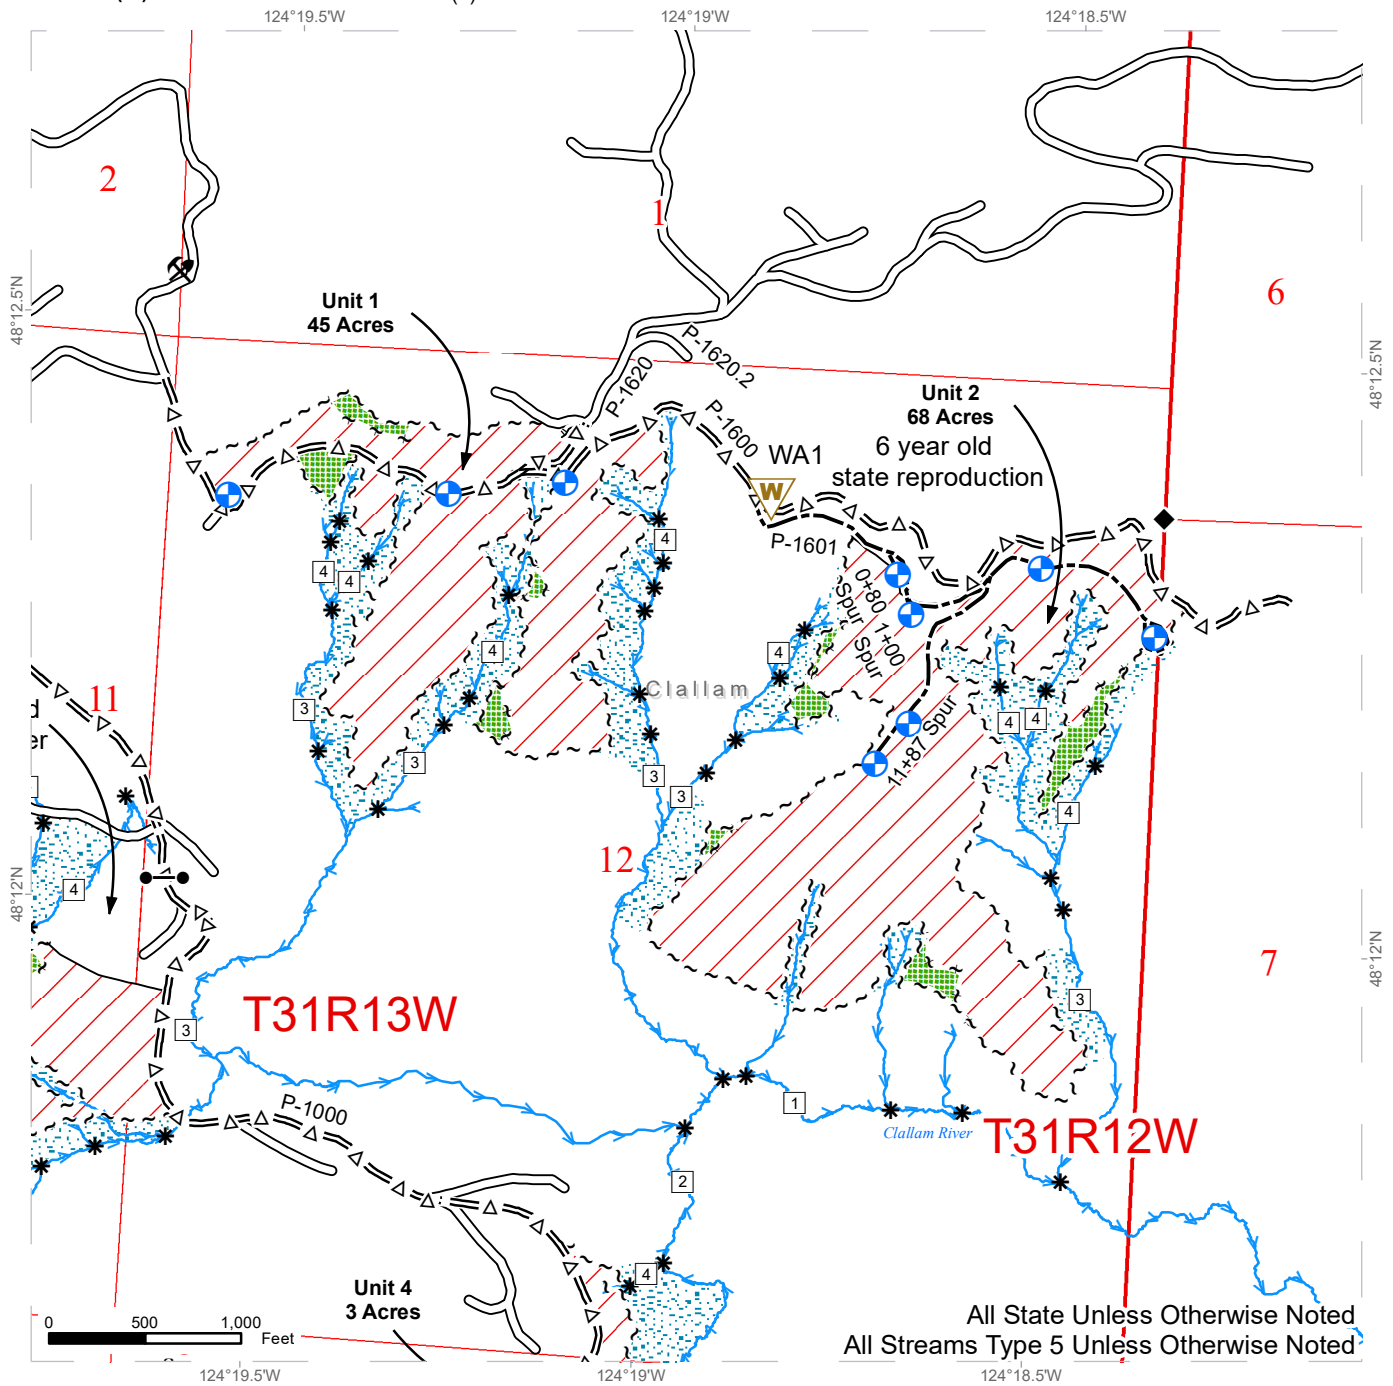 124°19.5'W
124°19'W
124°18.5'W
2
1
6
48°12.5'N
48°12.5'N
Unit 1
45 Acres
P-1620.2
P-1620
P-1600
Unit 2
68 Acres
6 year old
state reproduction
WA1
W
P-1601
0+80
Spur
1+00
Spur
4
4
4
4
4
Clallam
11
d
er
3
3
3
3
4
4
4
11+87 Spur
12
4
48°12'N
48°12'N
7
T31R13W
3
3
1
P-1000
Clallam River
T31R12W
2
4
Unit 4
3 Acres
0 500 1,000
Feet
All State Unless Otherwise Noted
All Streams Type 5 Unless Otherwise Noted
124°19.5'W
124°19'W
124°18.5'W